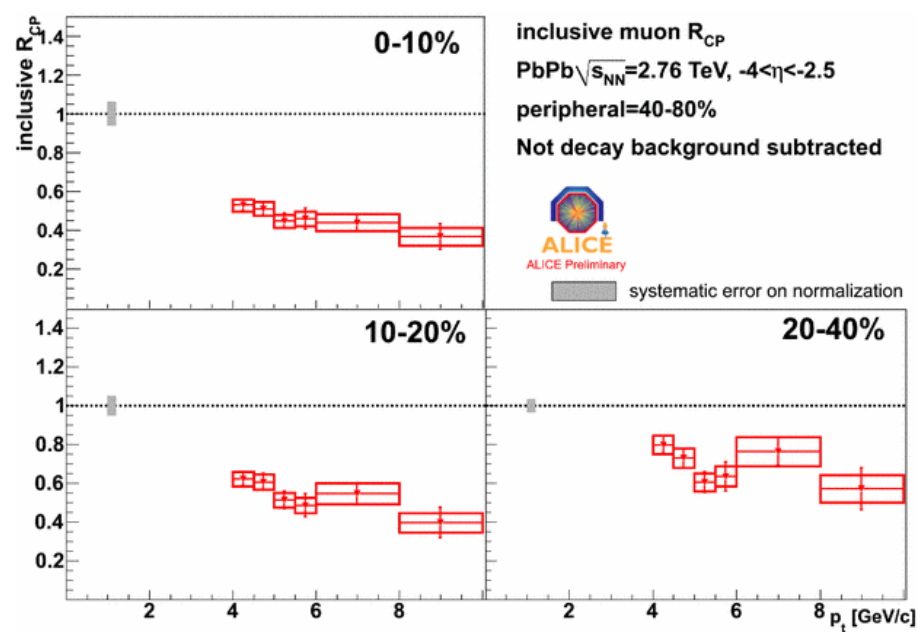 inclusive R_CP
1.4
1
0.8
0.6
0.4
0.2
0-10%
inclusive muon R_CP
PbPb√s_NN=2.76 TeV, -4<η<-2.5
peripheral=40-80%
Not decay background subtracted
ALICE
ALICE Preliminary
systematic error on normalization
10-20%
1.4
1.2
1
0.8
0.6
0.4
0.2
2 4 6 8
20-40%
2 4 6 8 p_t [GeV/c]